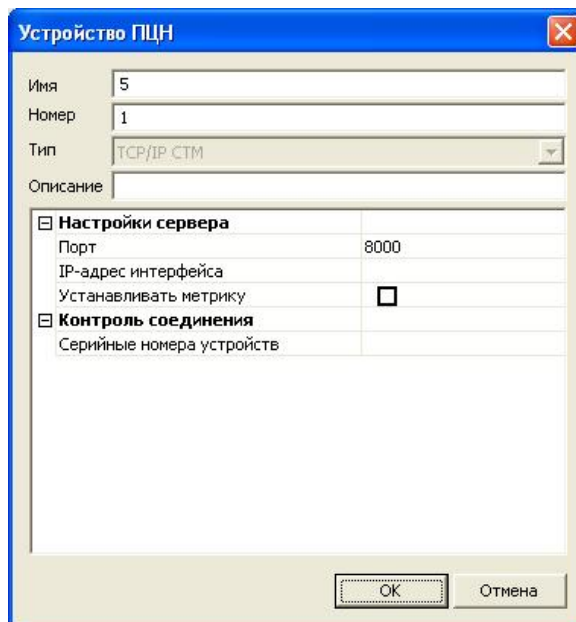 Устройство ПЦН
Имя 5
Номер 1
Тип TCP/IP СТМ
Описание
Настройки сервера
Порт 8000
IP-адрес интерфейса
Устанавливать метрику
Контроль соединения
Серийные номера устройств
OK Отмена